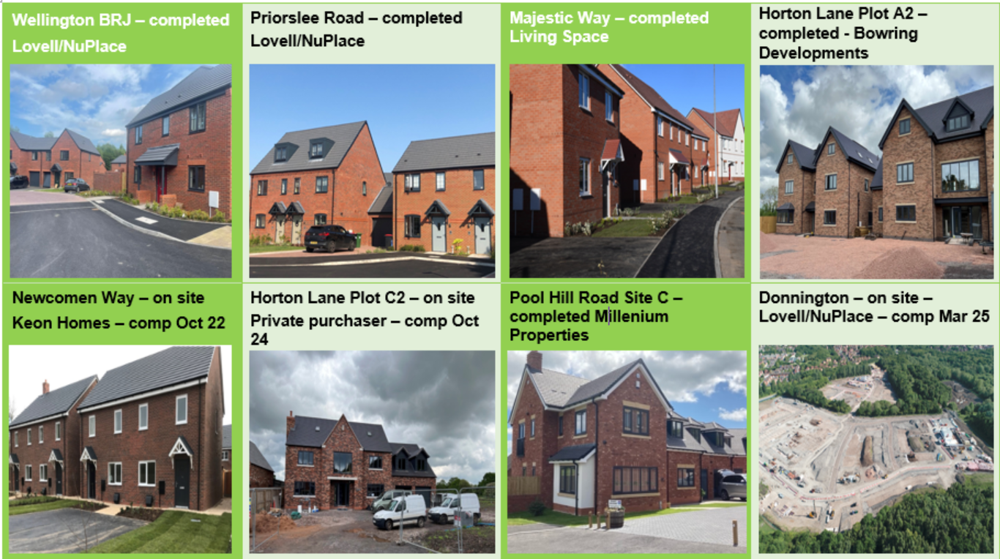 Wellington BRJ – completed
Lovell/NuPlace
Priorslee Road – completed
Lovell/NuPlace
Majestic Way – completed
Living Space
Horton Lane Plot A2 –
completed - Bowring
Developments
Newcomen Way – on site
Keon Homes – comp Oct 22
Horton Lane Plot C2 – on site
Private purchaser – comp Oct
24
Pool Hill Road Site C –
completed Millenium
Properties
Donnington – on site –
Lovell/NuPlace – comp Mar 25